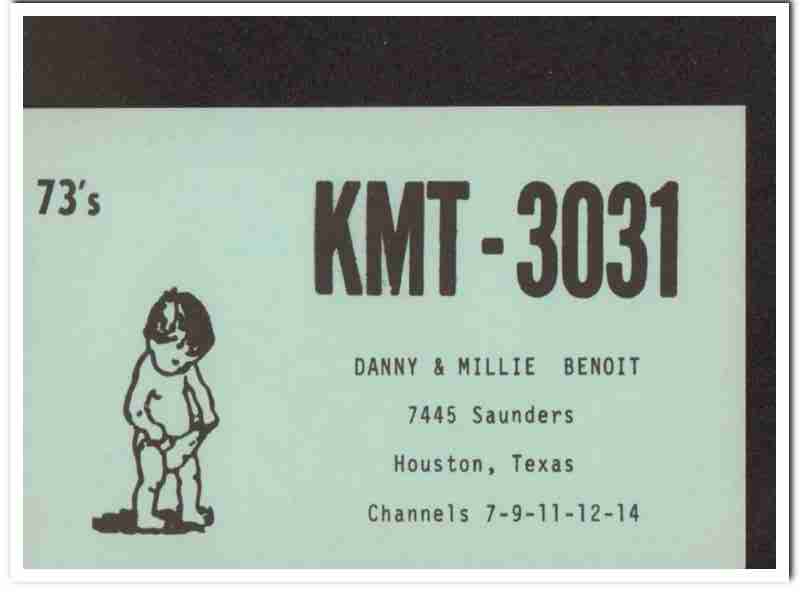 73's
KMT-3031
DANNY & MILLIE BENOIT
7445 Saunders
Houston, Texas
Channels 7-9-11-12-14